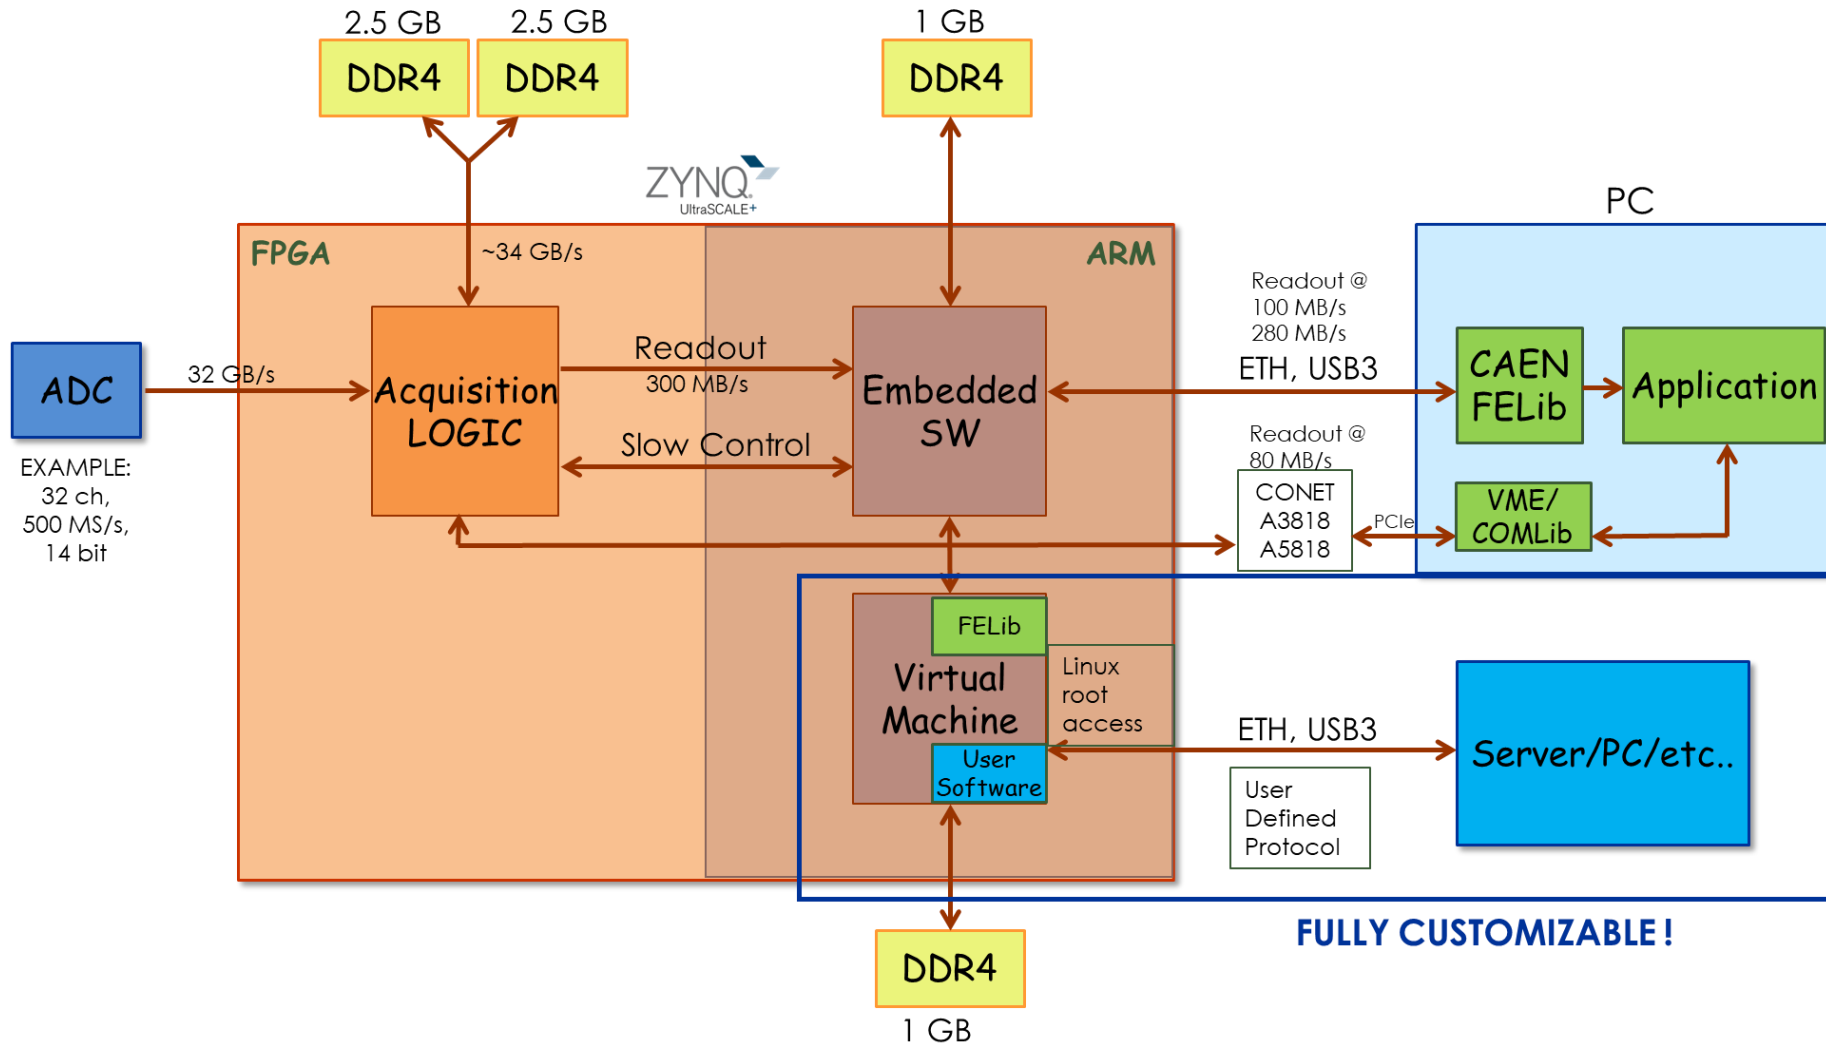 2.5 GB
2.5 GB
1 GB
DDR4
DDR4
DDR4
ZYNQ
UltraSCALE+
PC
FPGA
~34 GB/s
ARM
Readout @
100 MB/s
280 MB/s
ETH, USB3
ADC
32 GB/s
Acquisition
LOGIC
Readout
300 MB/s
Slow Control
Embedded
SW
CAEN
FELib
Application
EXAMPLE:
32 ch,
500 MS/s,
14 bit
Readout @
80 MB/s
CONET
A3818
A5818
PCIe
VME/
COMLib
FELib
Virtual
Machine
Linux
root
access
User
Software
ETH, USB3
User
Defined
Protocol
Server/PC/etc..
FULLY CUSTOMIZABLE !
DDR4
1 GB